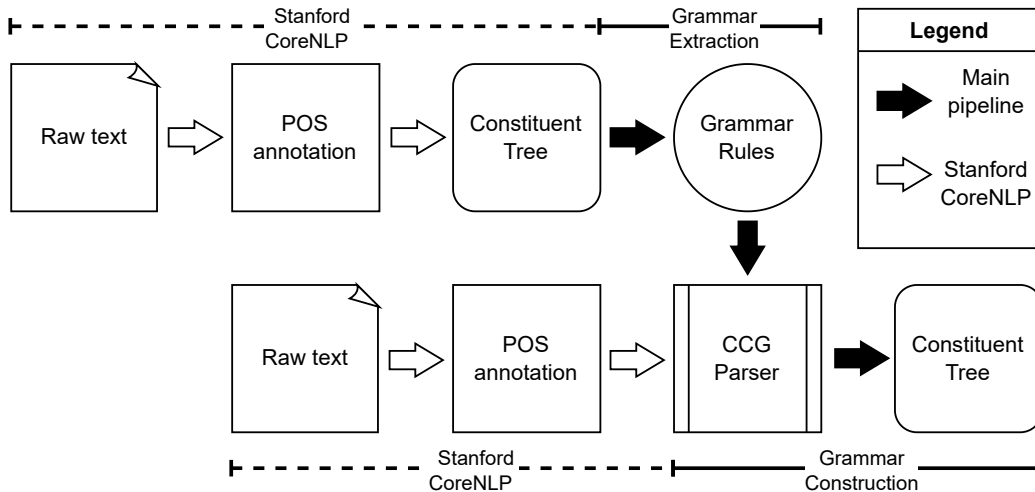 Stanford
CoreNLP
Grammar
Extraction
Legend
Raw text
POS
annotation
Constituent
Tree
Grammar
Rules
Main
pipeline
Stanford
CoreNLP
Raw text
POS
annotation
CCG
Parser
Constituent
Tree
Stanford
CoreNLP
Grammar
Construction